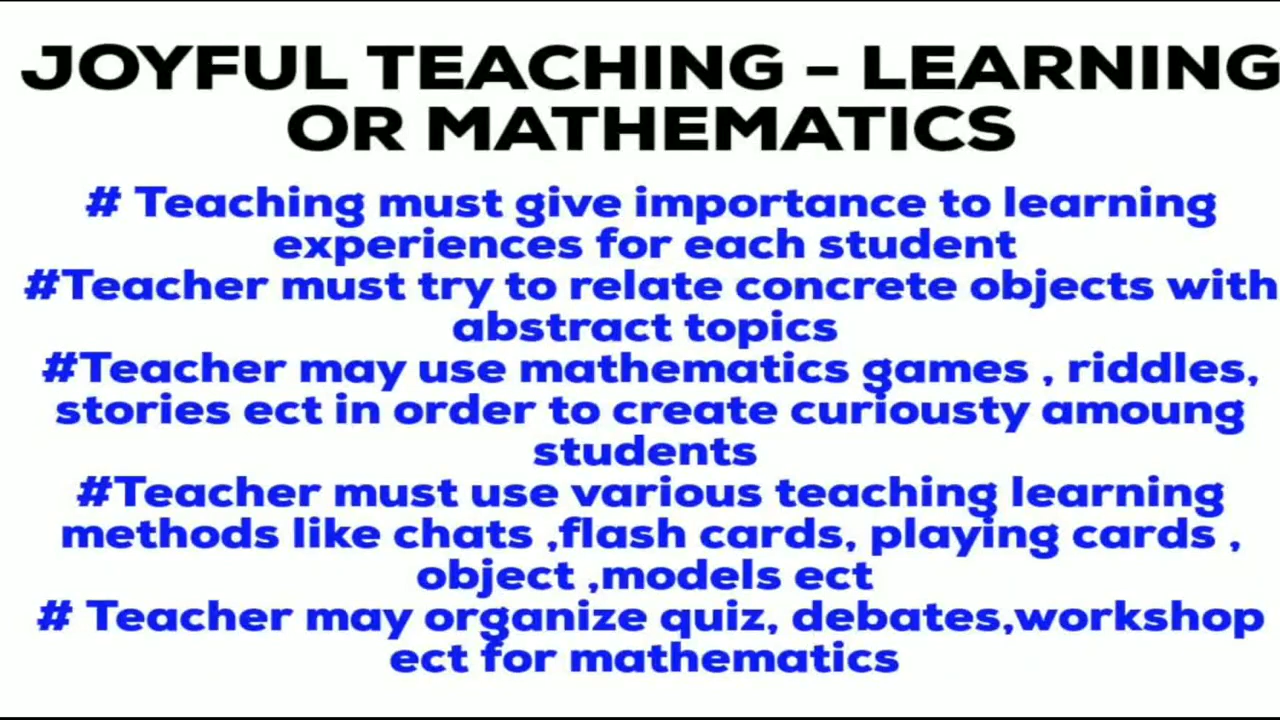 JOYFUL TEACHING - LEARNING
OR MATHEMATICS
# Teaching must give importance to learning
experiences for each student
#Teacher must try to relate concrete objects with
abstract topics
#Teacher may use mathematics games , riddles,
stories ect in order to create curiousty amoung
students
#Teacher must use various teaching learning
methods like chats ,flash cards, playing cards ,
object ,models ect
# Teacher may organize quiz, debates,workshop
ect for mathematics